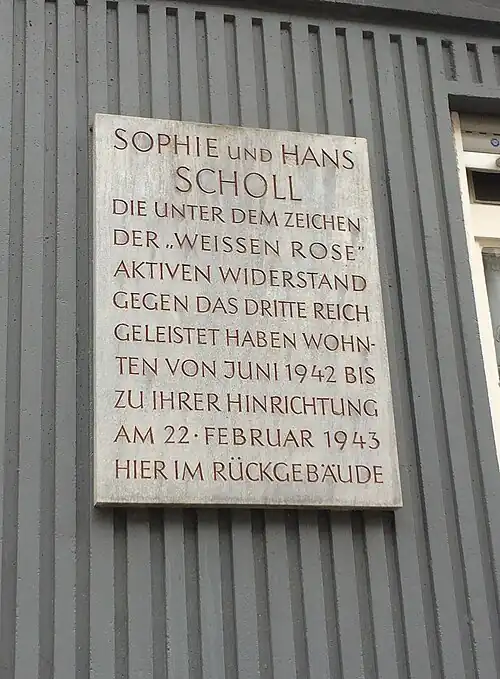 SOPHIE UND HANS
SCHOLL
DIE UNTER DEM ZEICHEN
DER „WEISSEN ROSE”
AKTIVEN WIDERSTAND
GEGEN DAS DRITTE REICH
GELEISTET HABEN WOHN-
TEN VON JUNI 1942 BIS
ZU IHRER HINRICHTUNG
AM 22· FEBRUAR 1943
HIER IM RÜCKGEBÄUDE